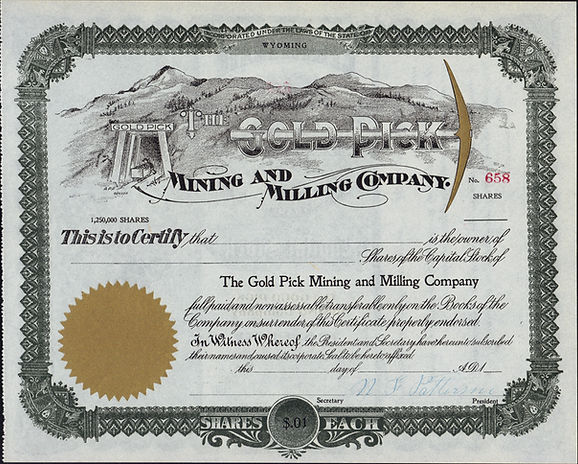 INCORPORATED UNDER THE LAWS OF THE STATE OF
WYOMING
GOLD PICK
THE GOLD PICK
MINING AND MILLING COMPANY.
No. 658
SHARES
1,250,000 SHARES
This is to Certify that is the owner of
Shares of the Capital Stock of
The Gold Pick Mining and Milling Company
full paid and non assessable transferable only on the Books of the
Company on surrender of this Certificate properly endorsed.
In Witness Whereof the President and Secretary have hereunto subscribed
their names and caused its corporate Seal to be hereto affixed
this day of A.D. 1
Secretary President
SHARES $.01 EACH